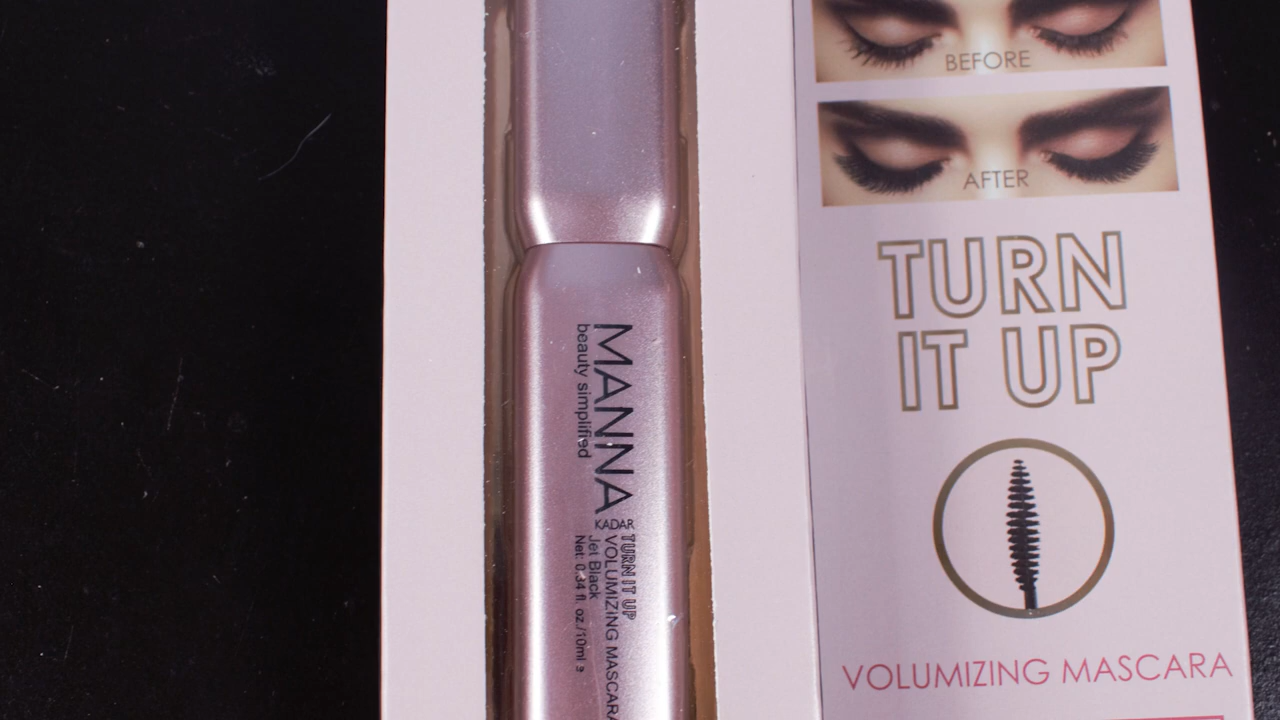 MANNA
KADAR
beauty simplified
TURN IT UP
VOLUMIZING MASCARA
Jet Black
Net: 0.34 fl. oz./10ml e
BEFORE
AFTER
TURN
IT UP
VOLUMIZING MASCARA